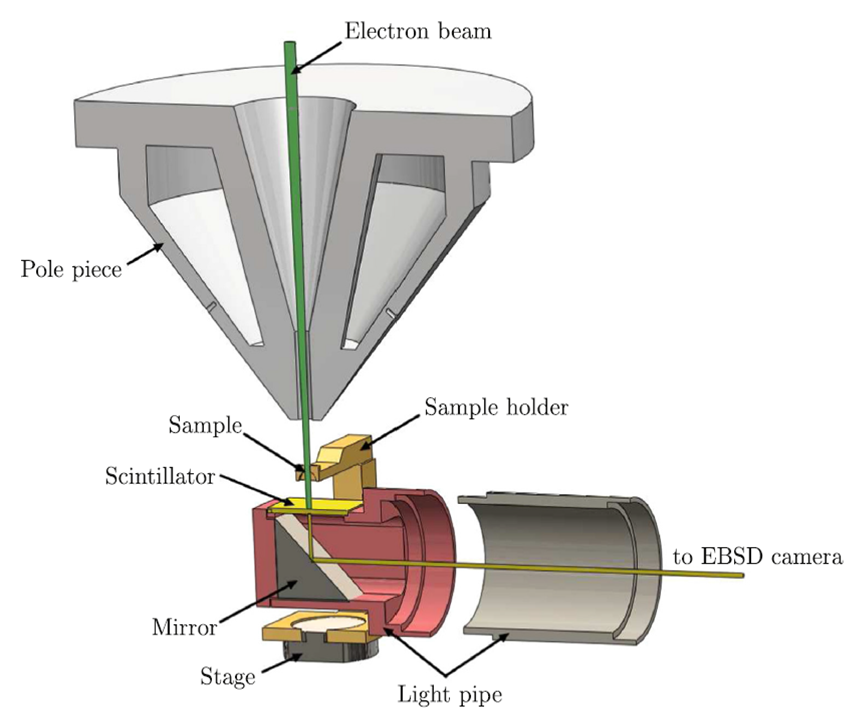 Electron beam
Pole piece
Sample holder
Sample
Scintillator
to EBSD camera
Mirror
Stage
Light pipe